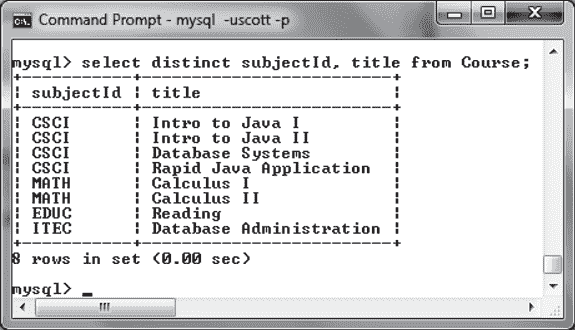 Command Prompt - mysql -uscott -p
mysql> select distinct subjectId, title from Course;
+-----------+-------------------------+
| subjectId | title                   |
+-----------+-------------------------+
| CSCI      | Intro to Java I         |
| CSCI      | Intro to Java II        |
| CSCI      | Database Systems        |
| CSCI      | Rapid Java Application  |
| MATH      | Calculus I              |
| MATH      | Calculus II             |
| EDUC      | Reading                 |
| ITEC      | Database Administration |
+-----------+-------------------------+
8 rows in set (0.00 sec)
mysql> _